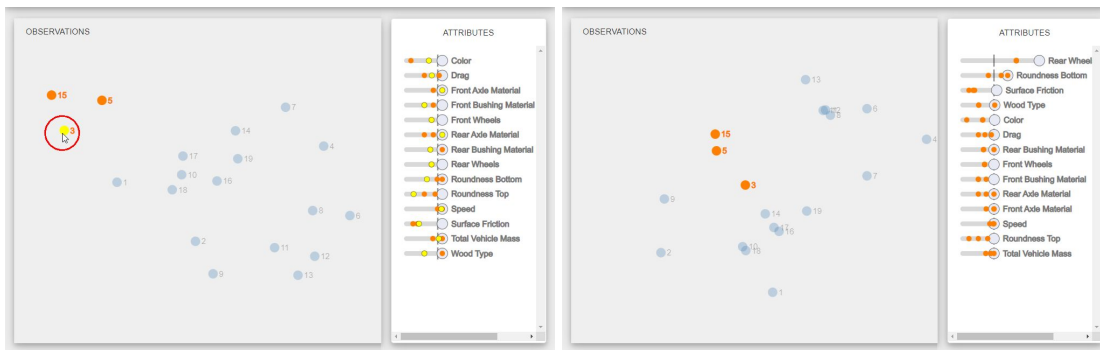 OBSERVATIONS
15
5
3
7
14
4
17
19
10
16
1
18
8
6
2
11
12
9
13
ATTRIBUTES
Color
Drag
Front Axle Material
Front Bushing Material
Front Wheels
Rear Axle Material
Rear Bushing Material
Rear Wheels
Roundness Bottom
Roundness Top
Speed
Surface Friction
Total Vehicle Mass
Wood Type
OBSERVATIONS
13
6
8
15
4
5
7
3
9
14
19
17
16
10
18
2
1
ATTRIBUTES
Rear Wheel
Roundness Bottom
Surface Friction
Wood Type
Color
Drag
Rear Bushing Material
Front Wheels
Front Bushing Material
Rear Axle Material
Front Axle Material
Speed
Roundness Top
Total Vehicle Mass